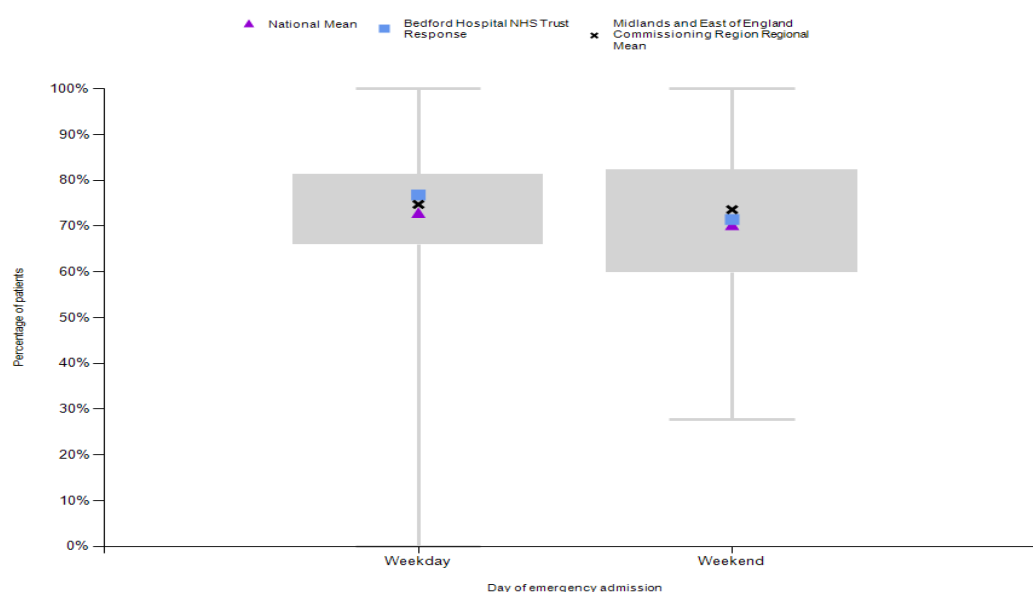 National Mean
Bedford Hospital NHS Trust
Response
Midlands and East of England
Commissioning Region Regional
Mean
100%
90%
80%
70%
60%
50%
40%
30%
20%
10%
0%
Percentage of patients
Weekday
Weekend
Day of emergency admission